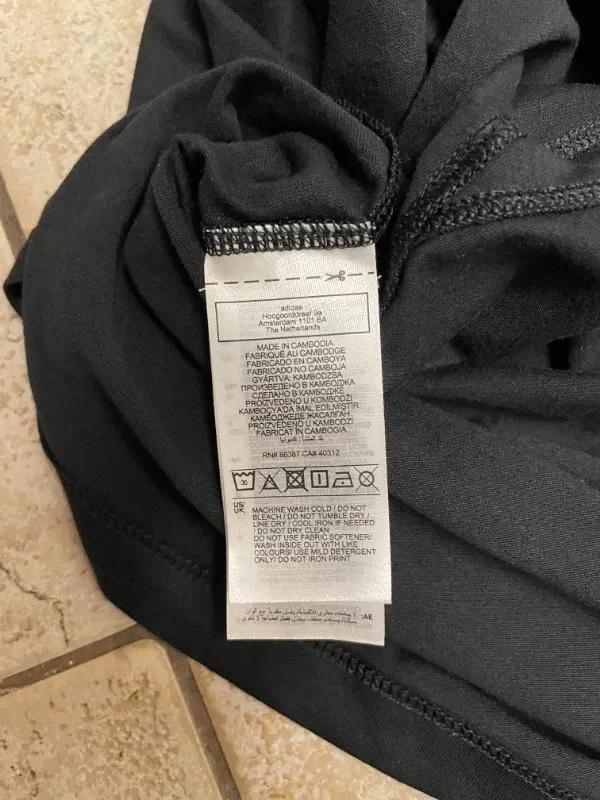 adidas
Hoogoorddreef 9a
Amsterdam 1101 BA
The Netherlands
MADE IN CAMBODIA
FABRIQUÉ AU CAMBODGE
FABRICADO EN CAMBOYA
FABRICADO NO CAMBOJA
GYÁRTVA: KAMBODZSA
ПРОИЗВЕДЕНО В КАМБОДЖА
СДЕЛАНО В КАМБОДЖЕ
PROIZVEDENO U KAMBODŽI
KAMBOÇYA'DA İMAL EDİLMİŞTİR.
КАМБОДЖЕДЕ ЖАСАЛҒАН
PROIZVEDENO U KAMBODŽI
FABRICAT ÎN CAMBOGIA
بلد المنشأ: كمبوديا
RN# 88387 CA# 40312
30
US/
UK:
MACHINE WASH COLD / DO NOT
BLEACH / DO NOT TUMBLE DRY /
LINE DRY / COOL IRON IF NEEDED
/ DO NOT DRY CLEAN
DO NOT USE FABRIC SOFTENER/
WASH INSIDE OUT WITH LIKE
COLOURS/ USE MILD DETERGENT
ONLY/ DO NOT IRON PRINT
AE: